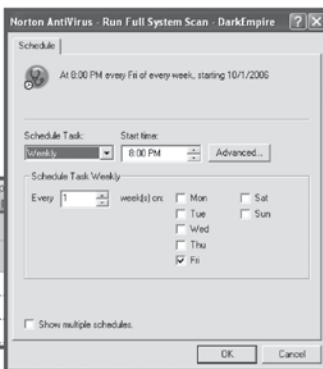 Norton AntiVirus - Run Full System Scan - DarkEmpire
Schedule
At 8:00 PM every Fri of every week, starting 10/1/2006
Schedule Task: Start time:
Weekly 8:00 PM Advanced...
Schedule Task Weekly
Every 1 week(s) on: Mon Sat
Tue Sun
Wed
Thu
Fri
Show multiple schedules.
OK Cancel